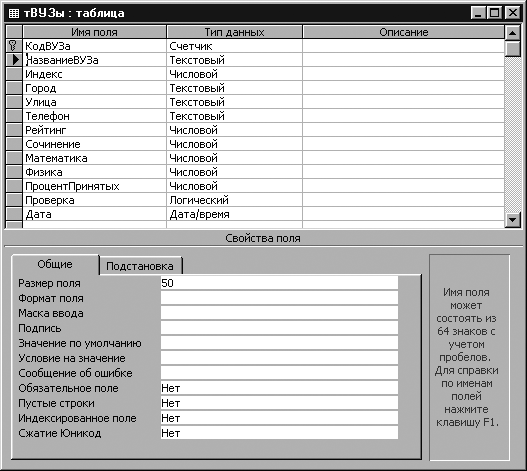 тВУЗы : таблица
Имя поля Тип данных Описание
КодВУЗа Счетчик
НазваниеВУЗа Текстовый
Индекс Числовой
Город Текстовый
Улица Текстовый
Телефон Текстовый
Рейтинг Числовой
Сочинение Числовой
Математика Числовой
Физика Числовой
ПроцентПринятых Числовой
Проверка Логический
Дата Дата/время
Свойства поля
Общие Подстановка
Размер поля 50
Формат поля
Маска ввода
Подпись
Значение по умолчанию
Условие на значение
Сообщение об ошибке
Обязательное поле Нет
Пустые строки Нет
Индексированное поле Нет
Сжатие Юникод Нет
Имя поля
может
состоять из
64 знаков с
учетом
пробелов.
Для справки
по именам
полей
нажмите
клавишу F1.